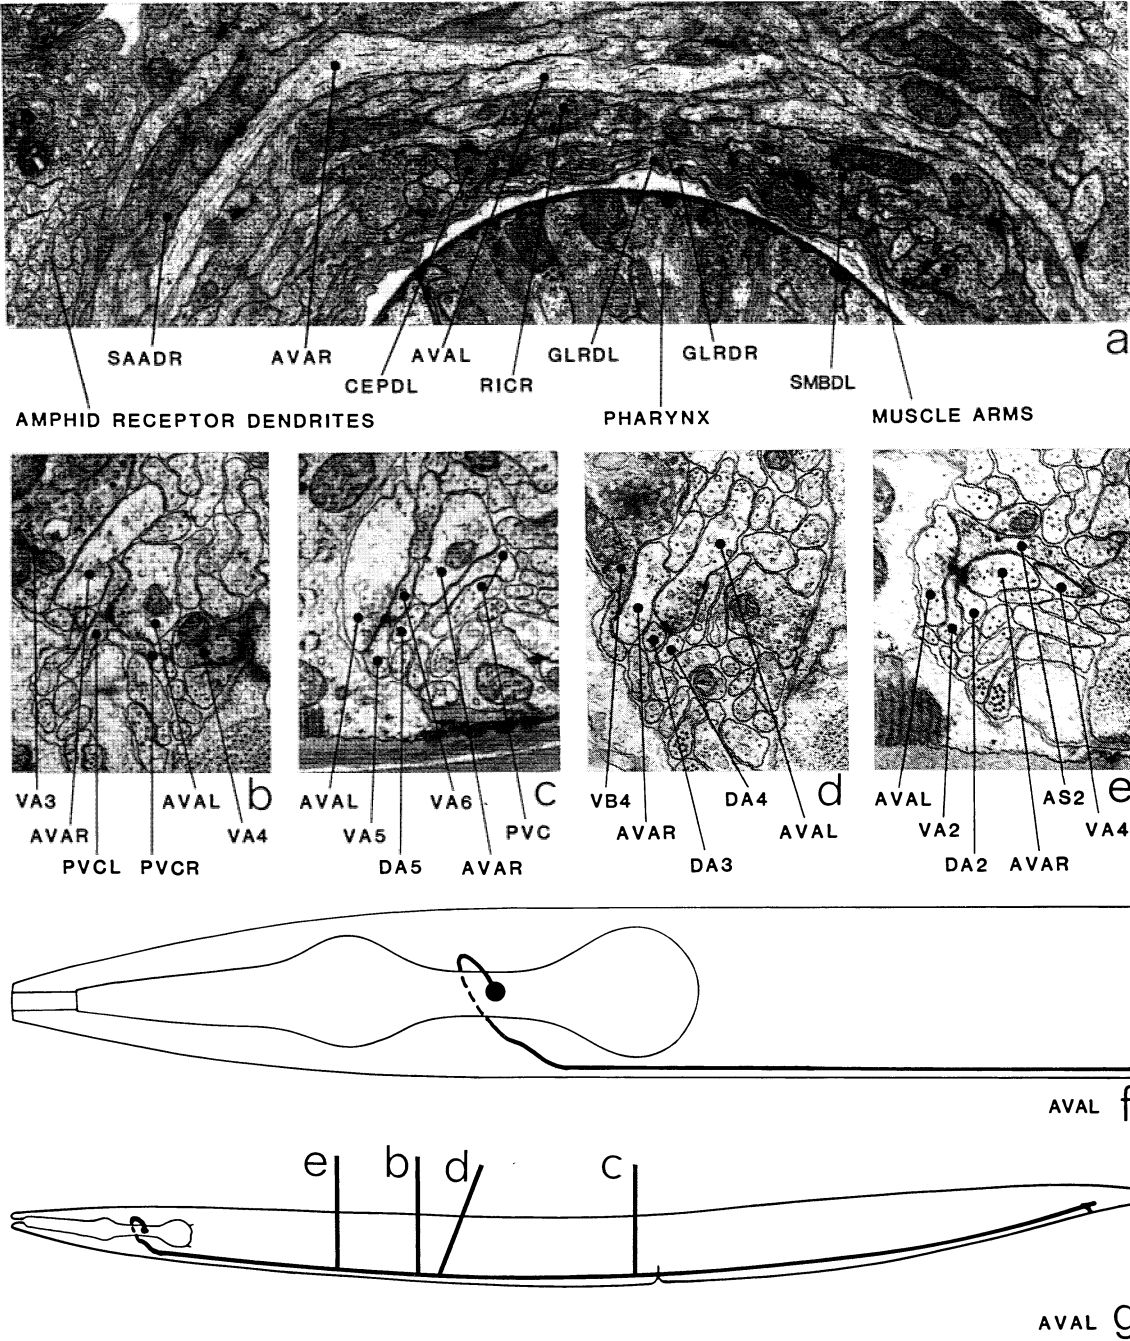 a
SAADR AVAR AVAL GLRDL GLRDR
CEPDL RICR SMBDL
AMPHID RECEPTOR DENDRITES PHARYNX MUSCLE ARMS
VA3 AVAL b AVAL VA6 c VB4 DA4 d AVAL AS2 e
AVAR VA4 VA5 PVC AVAR AVAL VA2 VA4
PVCL PVCR DA5 AVAR DA3 DA2 AVAR
AVAL f
e b d c
AVAL g